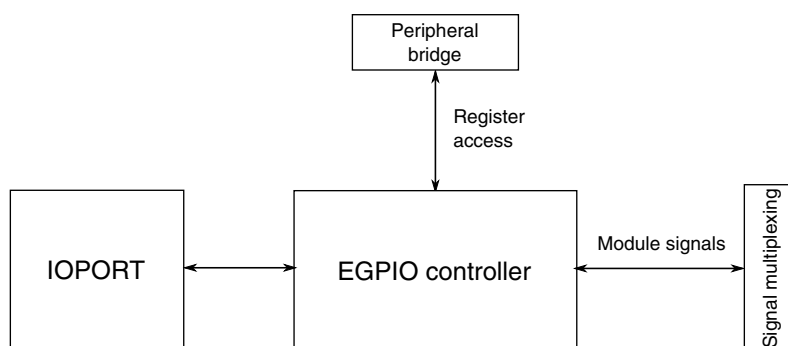 Peripheral
bridge
Register
access
IOPORT
EGPIO controller
Module signals
Signal multiplexing